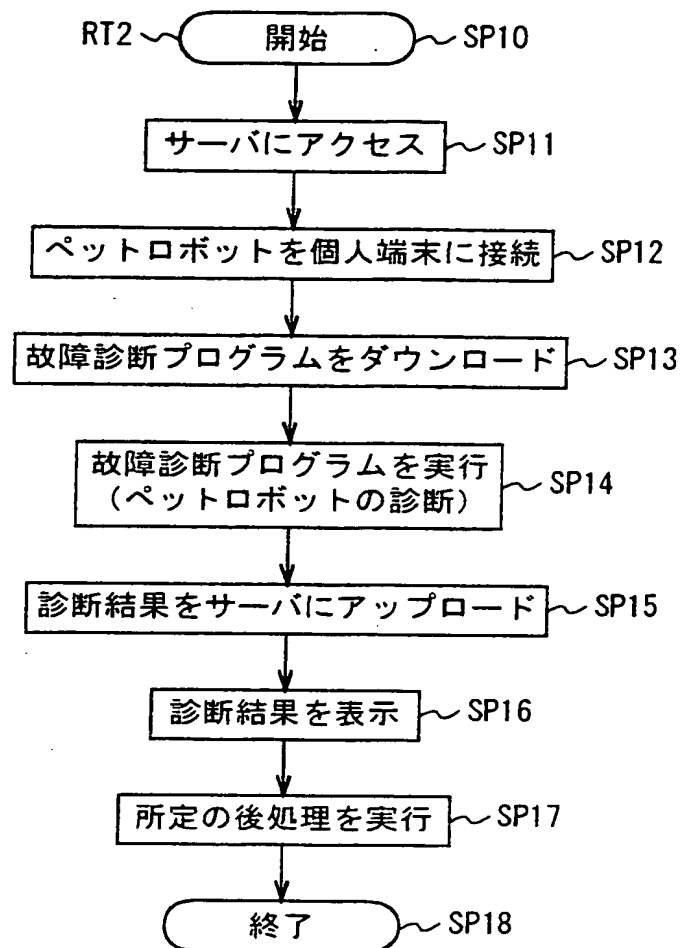 RT2 開始 SP10
サーバにアクセス SP11
ペットロボットを個人端末に接続 SP12
故障診断プログラムをダウンロード SP13
故障診断プログラムを実行
(ペットロボットの診断) SP14
診断結果をサーバにアップロード SP15
診断結果を表示 SP16
所定の後処理を実行 SP17
終了 SP18